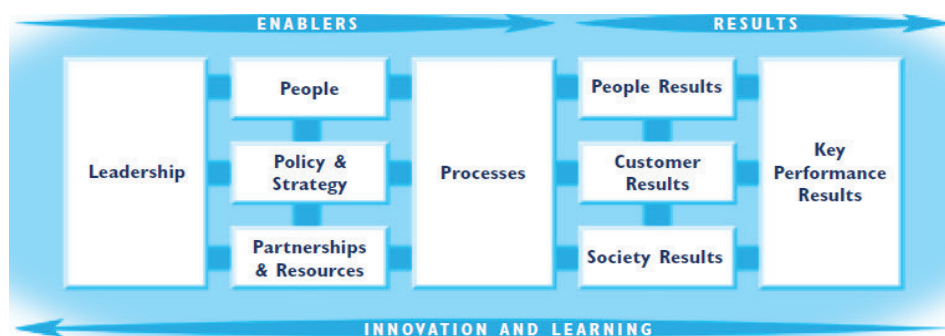 ENABLERS
RESULTS
Leadership
People
Policy &
Strategy
Partnerships
& Resources
Processes
People Results
Customer
Results
Society Results
Key
Performance
Results
INNOVATION AND LEARNING